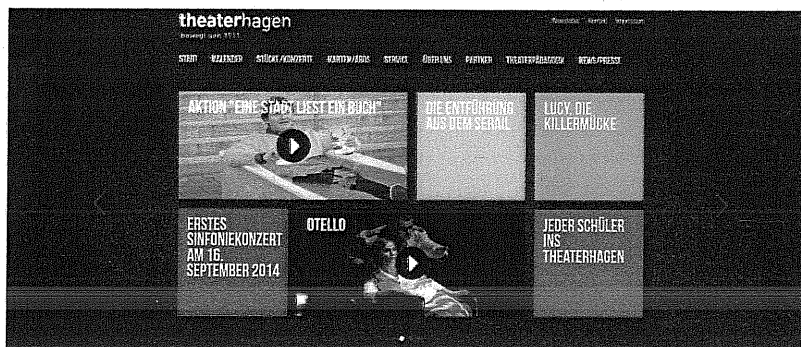 theaterhagen
bewegt seit 1911
Newsletter Kontakt Impressum
START KALENDER STÜCKE/KONZERTE KARTEN/ABOS SERVICE ÜBER UNS PARTNER THEATERPÄDAGOGIK NEWS/PRESSE
AKTION "EINE STADT LIEST EIN BUCH"
DIE ENTFÜHRUNG
AUS DEM SERAIL
LUCY, DIE
KILLERMÜCKE
ERSTES
SINFONIEKONZERT
AM 16.
SEPTEMBER 2014
OTELLO
JEDER SCHÜLER
INS
THEATERHAGEN